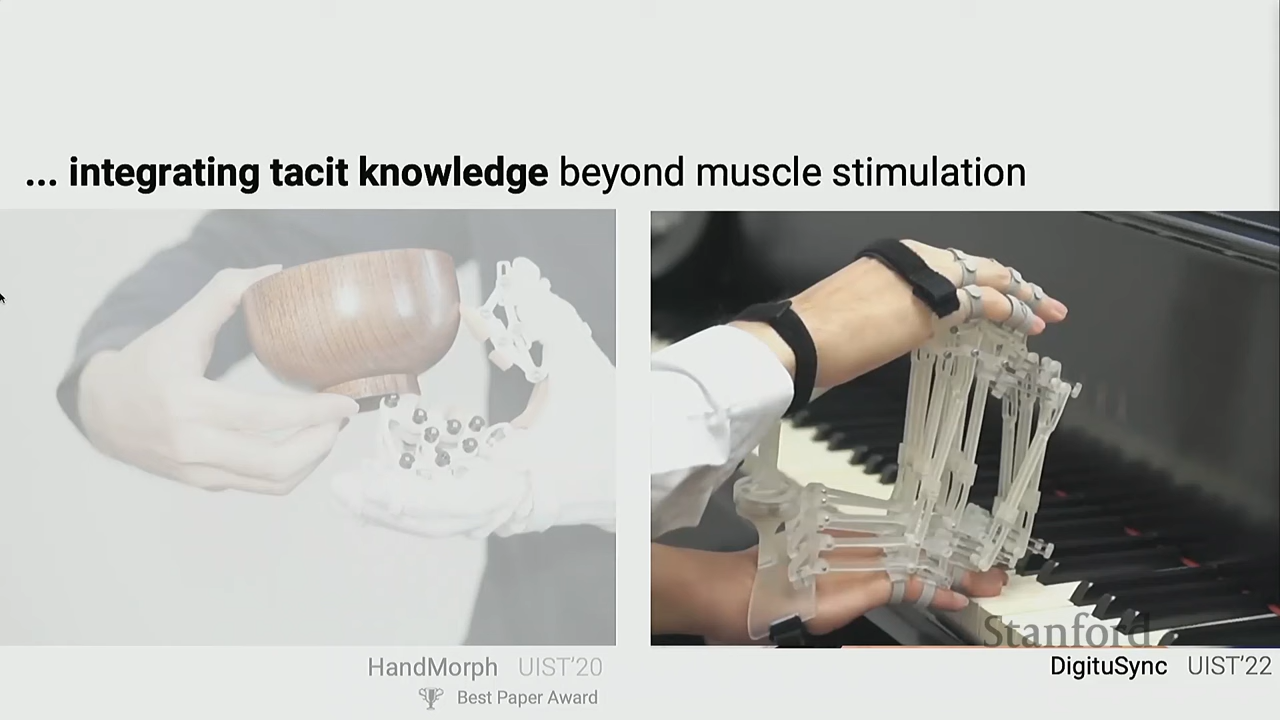 ... integrating tacit knowledge beyond muscle stimulation
Stanford
HandMorph UIST'20
Best Paper Award
DigituSync UIST'22